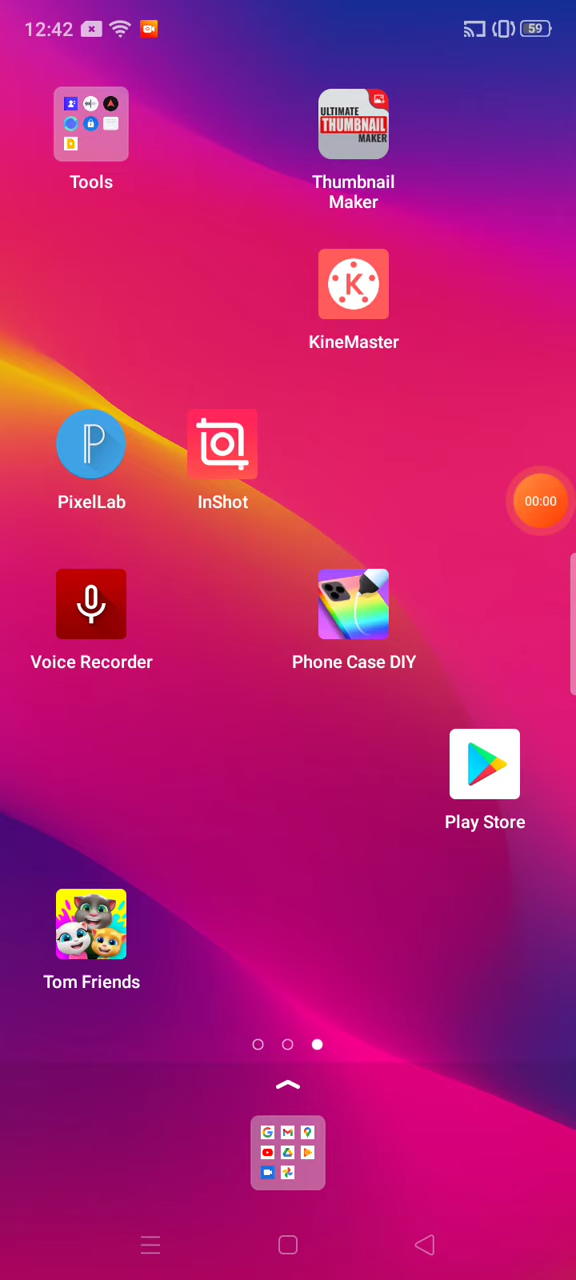 12:42
59
Tools
ULTIMATE
THUMBNAIL
MAKER
Thumbnail
Maker
K
KineMaster
P
PixelLab
InShot
00:00
Voice Recorder
Phone Case DIY
Play Store
Tom Friends